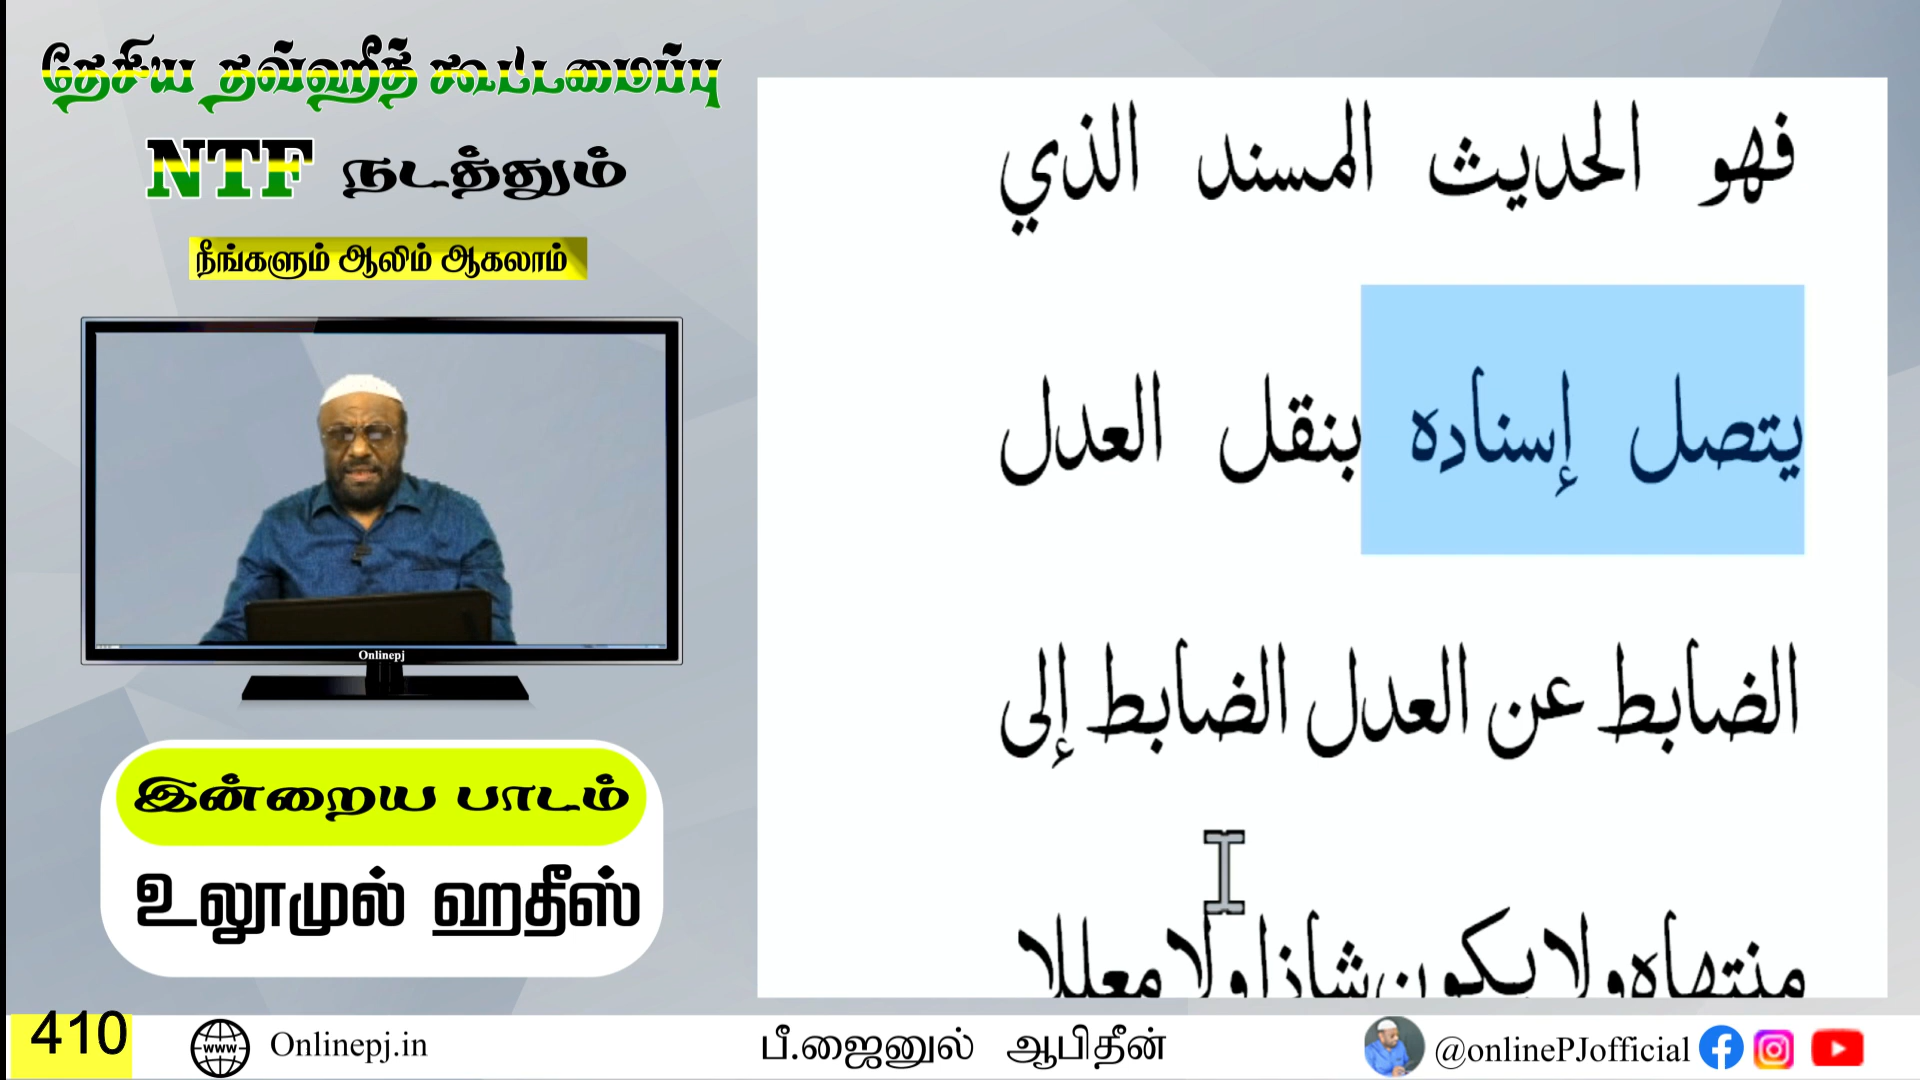 தேசிய தவ்ஹீத் கூட்டமைப்பு
NTF நடத்தும்
நீங்களும் ஆலிம் ஆகலாம்
Onlinepj
இன்றைய பாடம்
உலூமுல் ஹதீஸ்
فهو الحديث المسند الذي
يتصل إسناده بنقل العدل
الضابط عن العدل الضابط إلى
منتهاه ولا يكون شاذا ولا معللا
410
www
Onlinepj.in
பீ.ஜைனுல் ஆபிதீன்
@onlinePJofficial